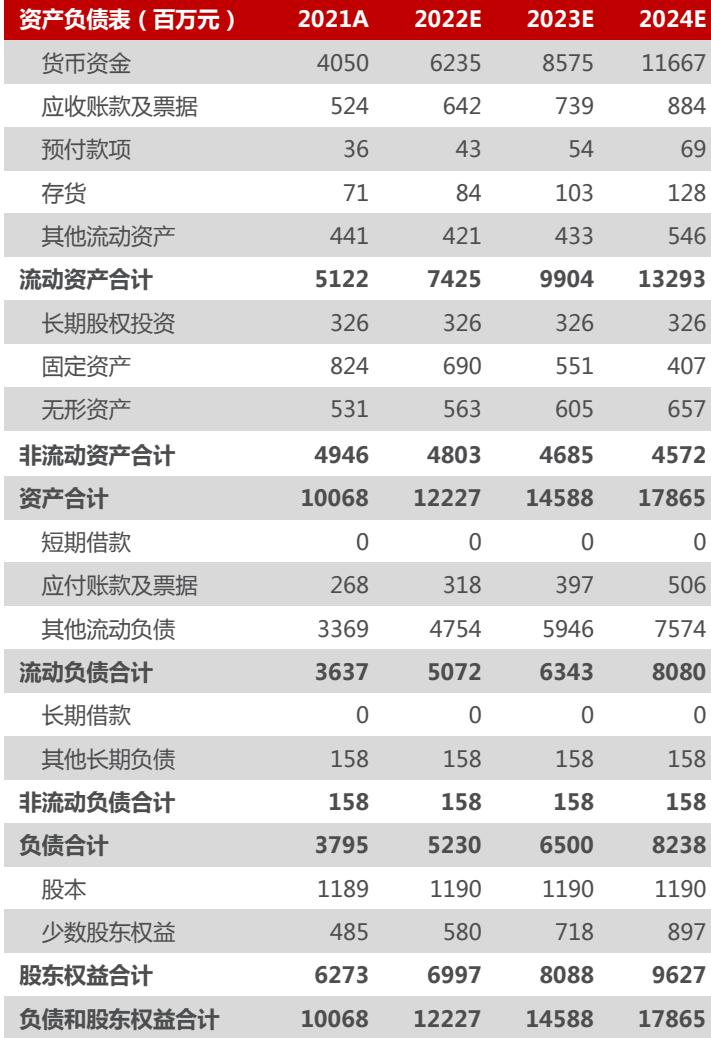 资产负债表（百万元） 2021A 2022E 2023E 2024E
货币资金 4050 6235 8575 11667
应收账款及票据 524 642 739 884
预付款项 36 43 54 69
存货 71 84 103 128
其他流动资产 441 421 433 546
流动资产合计 5122 7425 9904 13293
长期股权投资 326 326 326 326
固定资产 824 690 551 407
无形资产 531 563 605 657
非流动资产合计 4946 4803 4685 4572
资产合计 10068 12227 14588 17865
短期借款 0 0 0 0
应付账款及票据 268 318 397 506
其他流动负债 3369 4754 5946 7574
流动负债合计 3637 5072 6343 8080
长期借款 0 0 0 0
其他长期负债 158 158 158 158
非流动负债合计 158 158 158 158
负债合计 3795 5230 6500 8238
股本 1189 1190 1190 1190
少数股东权益 485 580 718 897
股东权益合计 6273 6997 8088 9627
负债和股东权益合计 10068 12227 14588 17865